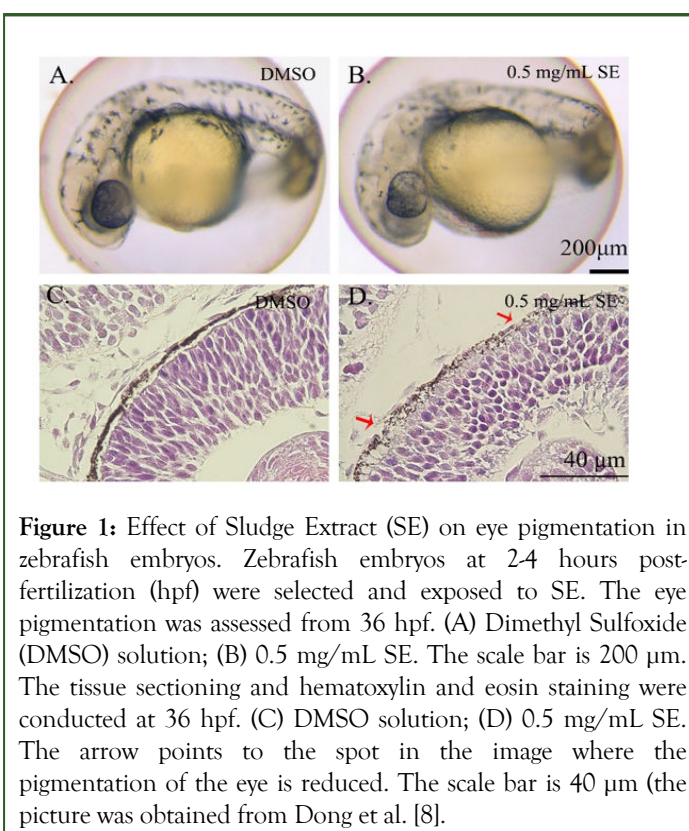 A. DMSO
B. 0.5 mg/mL SE
200μm
C. DMSO
D. 0.5 mg/mL SE
40 μm
Figure 1: Effect of Sludge Extract (SE) on eye pigmentation in
zebrafish embryos. Zebrafish embryos at 2-4 hours post-
fertilization (hpf) were selected and exposed to SE. The eye
pigmentation was assessed from 36 hpf. (A) Dimethyl Sulfoxide
(DMSO) solution; (B) 0.5 mg/mL SE. The scale bar is 200 μm.
The tissue sectioning and hematoxylin and eosin staining were
conducted at 36 hpf. (C) DMSO solution; (D) 0.5 mg/mL SE.
The arrow points to the spot in the image where the
pigmentation of the eye is reduced. The scale bar is 40 μm (the
picture was obtained from Dong et al. [8].